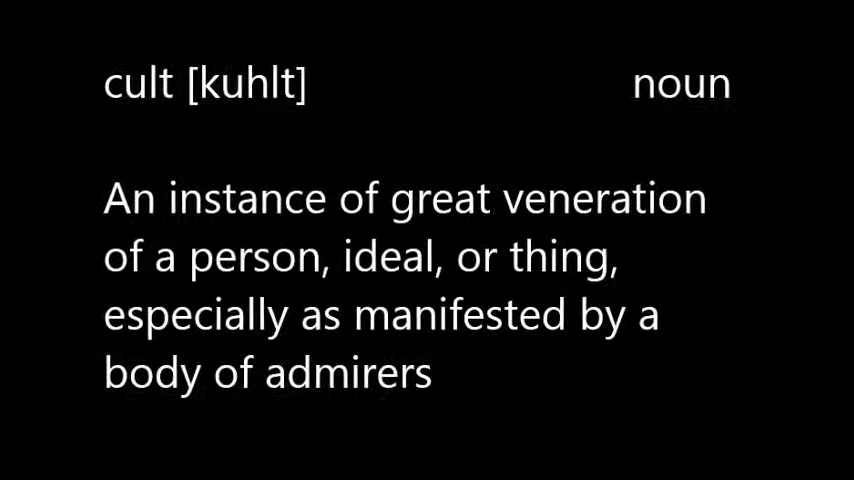 cult [kuhlt] noun
An instance of great veneration
of a person, ideal, or thing,
especially as manifested by a
body of admirers